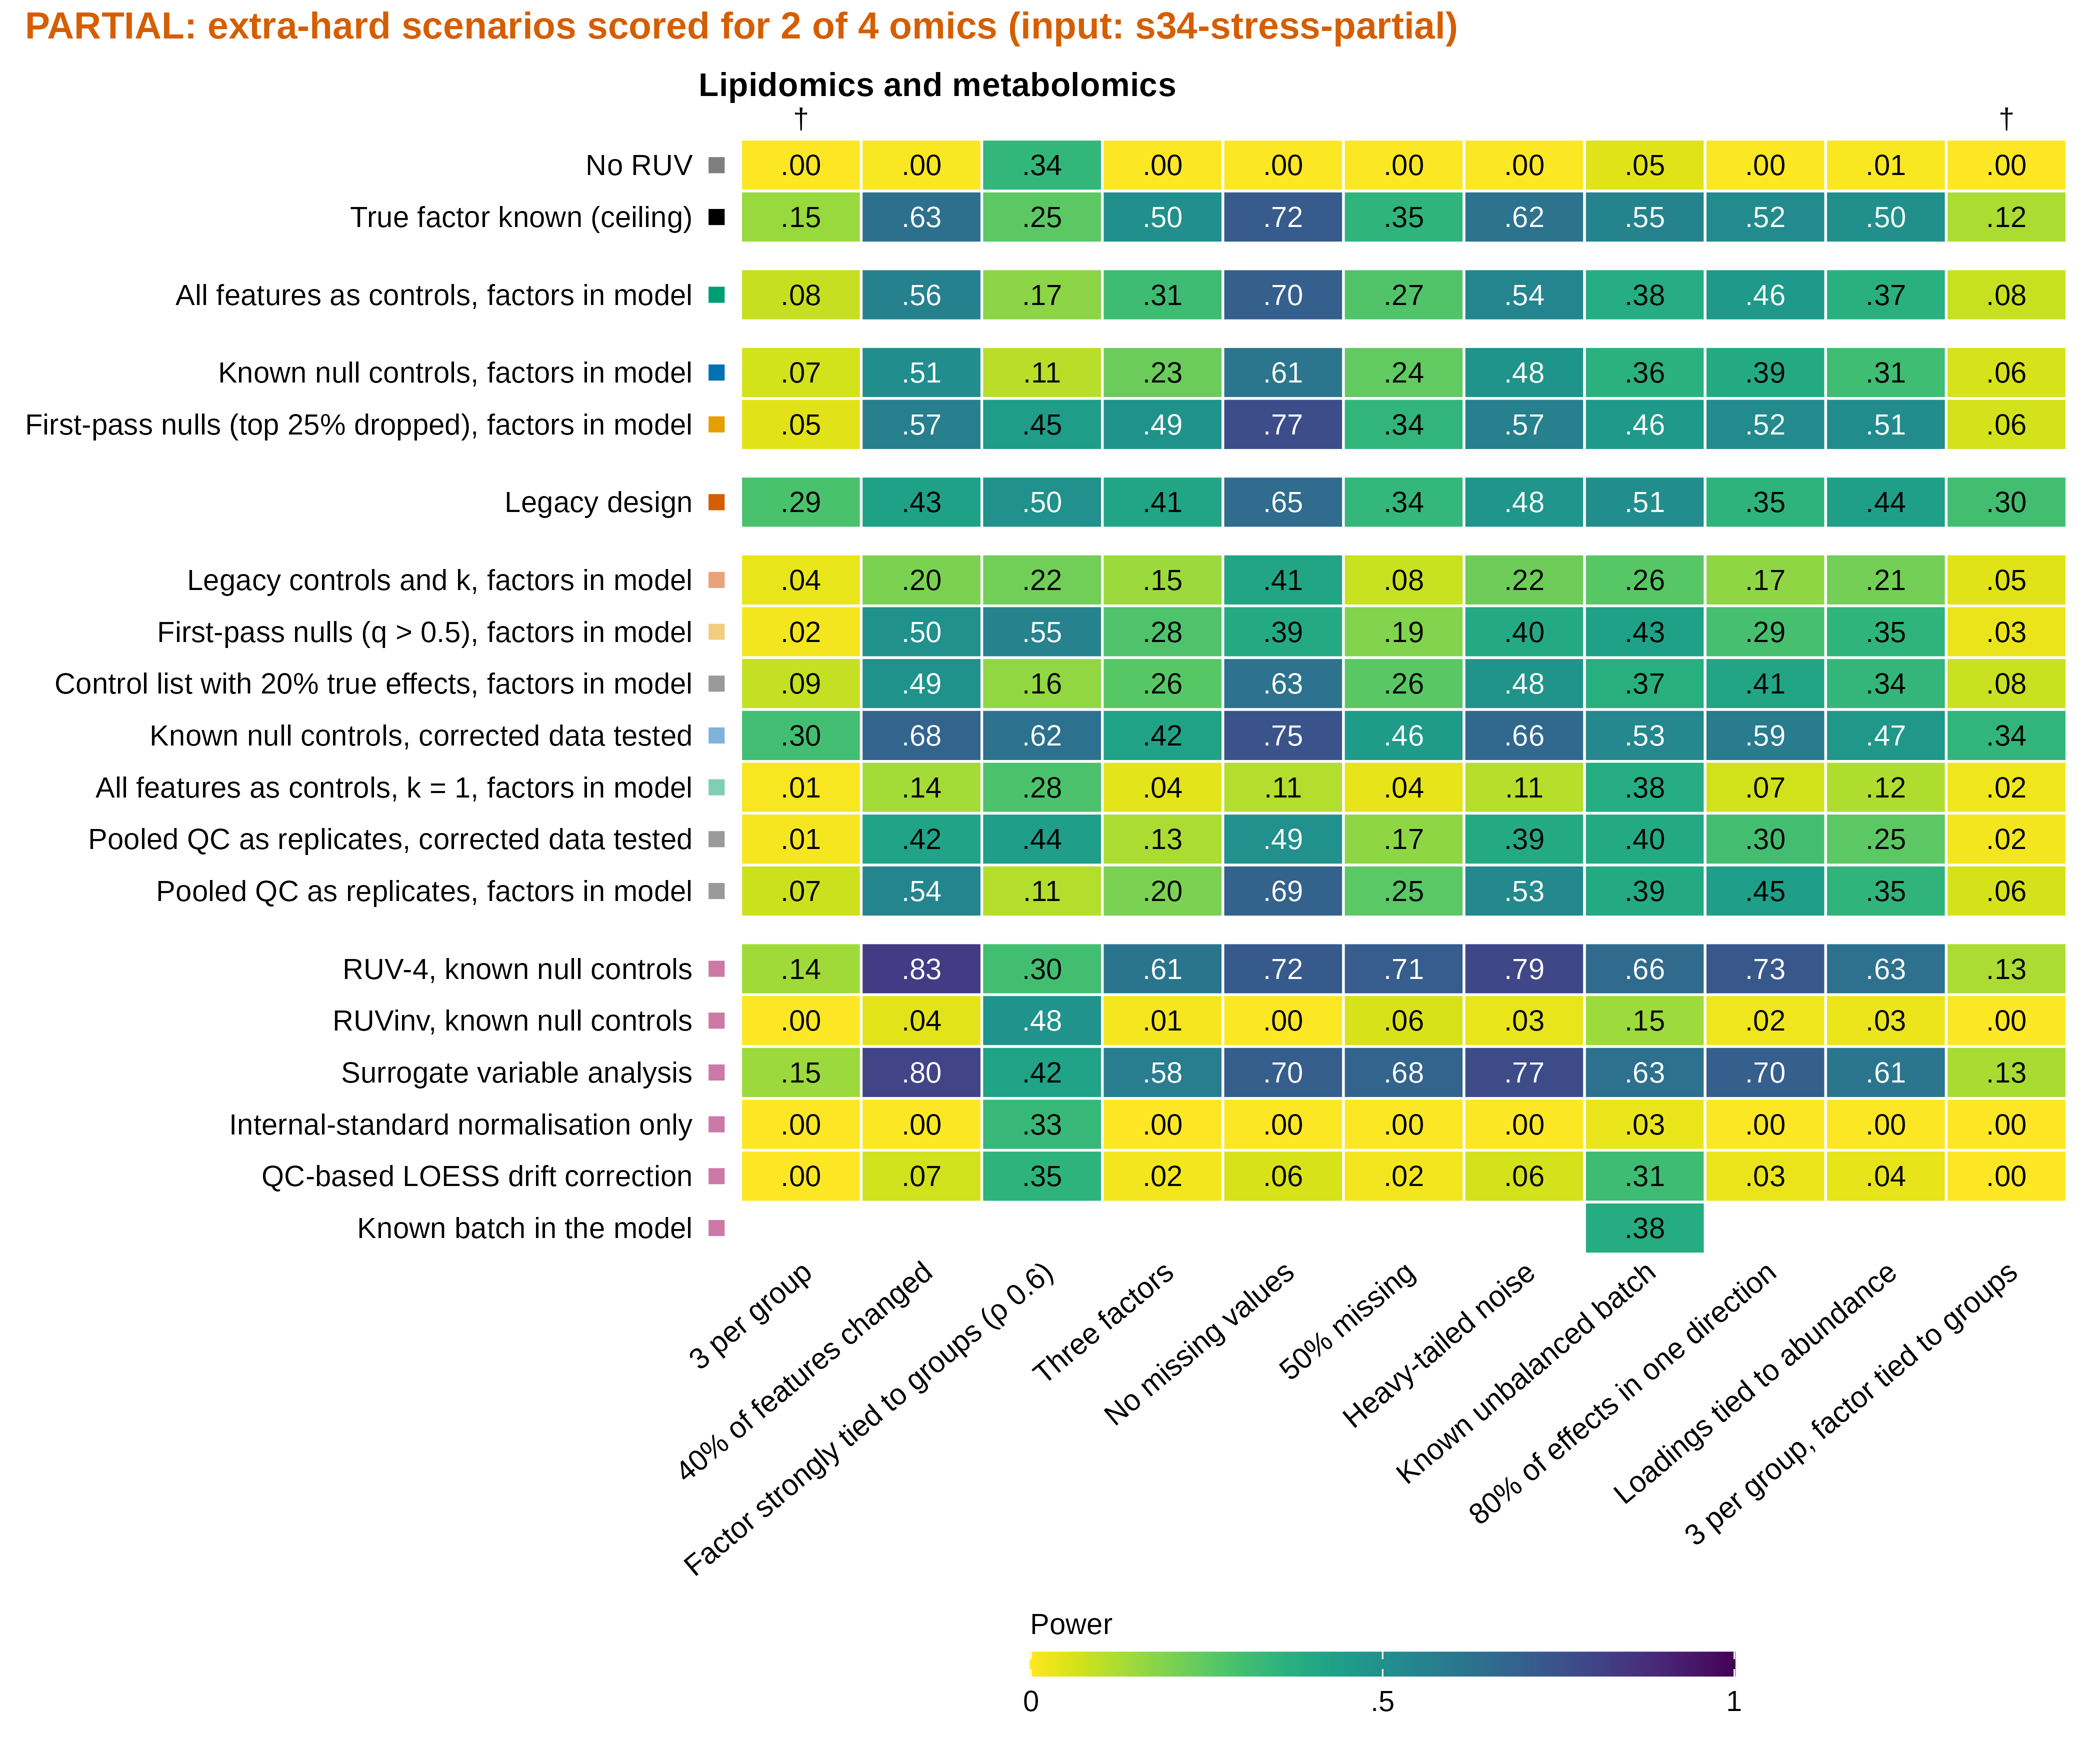 PARTIAL: extra-hard scenarios scored for 2 of 4 omics (input: s34-stress-partial)
Lipidomics and metabolomics
† †
No RUV .00 .00 .34 .00 .00 .00 .00 .05 .00 .01 .00
True factor known (ceiling) .15 .63 .25 .50 .72 .35 .62 .55 .52 .50 .12
All features as controls, factors in model .08 .56 .17 .31 .70 .27 .54 .38 .46 .37 .08
Known null controls, factors in model .07 .51 .11 .23 .61 .24 .48 .36 .39 .31 .06
First-pass nulls (top 25% dropped), factors in model .05 .57 .45 .49 .77 .34 .57 .46 .52 .51 .06
Legacy design .29 .43 .50 .41 .65 .34 .48 .51 .35 .44 .30
Legacy controls and k, factors in model .04 .20 .22 .15 .41 .08 .22 .26 .17 .21 .05
First-pass nulls (q > 0.5), factors in model .02 .50 .55 .28 .39 .19 .40 .43 .29 .35 .03
Control list with 20% true effects, factors in model .09 .49 .16 .26 .63 .26 .48 .37 .41 .34 .08
Known null controls, corrected data tested .30 .68 .62 .42 .75 .46 .66 .53 .59 .47 .34
All features as controls, k = 1, factors in model .01 .14 .28 .04 .11 .04 .11 .38 .07 .12 .02
Pooled QC as replicates, corrected data tested .01 .42 .44 .13 .49 .17 .39 .40 .30 .25 .02
Pooled QC as replicates, factors in model .07 .54 .11 .20 .69 .25 .53 .39 .45 .35 .06
RUV-4, known null controls .14 .83 .30 .61 .72 .71 .79 .66 .73 .63 .13
RUVinv, known null controls .00 .04 .48 .01 .00 .06 .03 .15 .02 .03 .00
Surrogate variable analysis .15 .80 .42 .58 .70 .68 .77 .63 .70 .61 .13
Internal-standard normalisation only .00 .00 .33 .00 .00 .00 .00 .03 .00 .00 .00
QC-based LOESS drift correction .00 .07 .35 .02 .06 .02 .06 .31 .03 .04 .00
Known batch in the model .38
3 per group
40% of features changed
Factor strongly tied to groups (ρ 0.6)
Three factors
No missing values
50% missing
Heavy-tailed noise
Known unbalanced batch
80% of effects in one direction
Loadings tied to abundance
3 per group, factor tied to groups
Power
0 .5 1